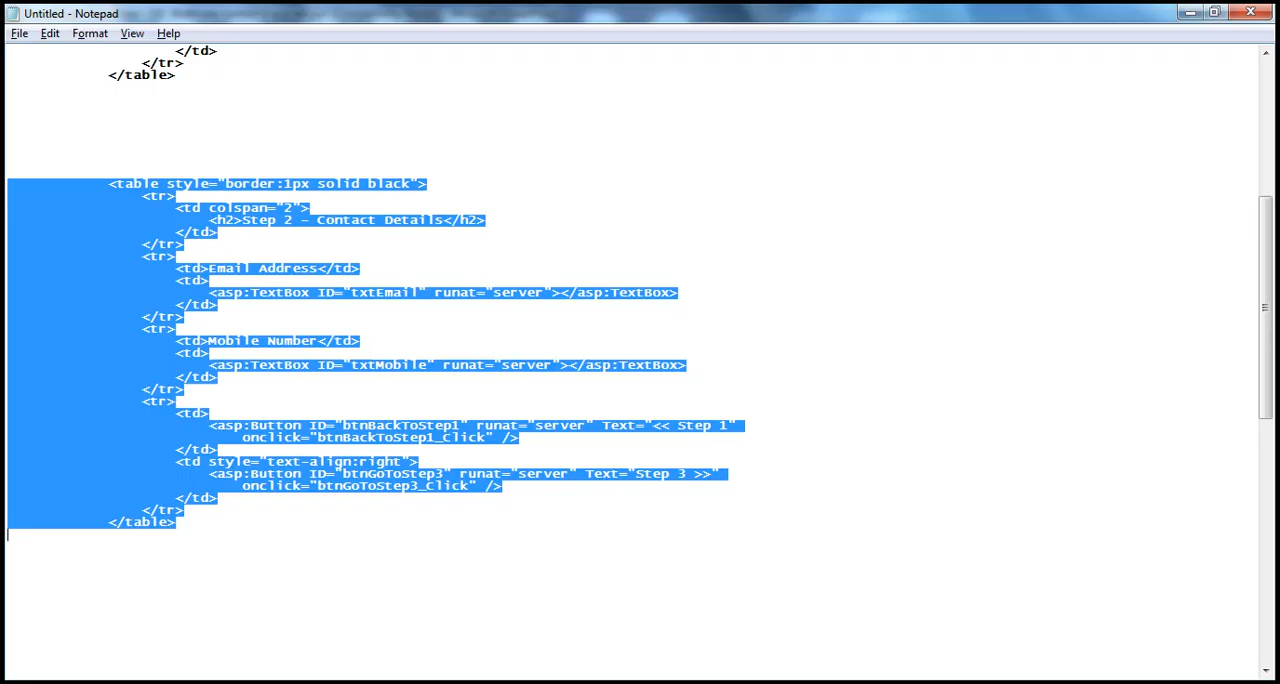 Untitled - Notepad
File Edit Format View Help
</td>
</tr>
</table>
<table style="border:1px solid black">
<tr>
<td colspan="2">
<h2>Step 2 - Contact Details</h2>
</td>
</tr>
<tr>
<td>Email Address</td>
<td>
<asp:TextBox ID="txtEmail" runat="server"></asp:TextBox>
</td>
</tr>
<tr>
<td>Mobile Number</td>
<td>
<asp:TextBox ID="txtMobile" runat="server"></asp:TextBox>
</td>
</tr>
<tr>
<td>
<asp:Button ID="btnBackToStep1" runat="server" Text="<< Step 1"
onclick="btnBackToStep1_Click" />
</td>
<td style="text-align:right">
<asp:Button ID="btnGoToStep3" runat="server" Text="Step 3 >>"
onclick="btnGoToStep3_Click" />
</td>
</tr>
</table>